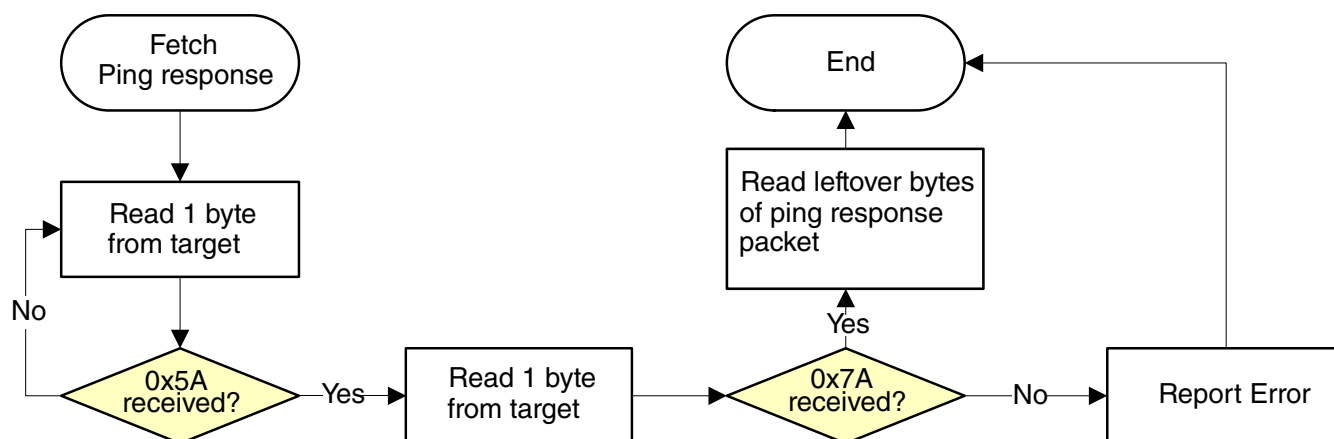 Fetch
Ping response
End
Read 1 byte
from target
Read leftover bytes
of ping response
packet
No
Yes
0x5A
received?
Yes
Read 1 byte
from target
0x7A
received?
No
Report Error